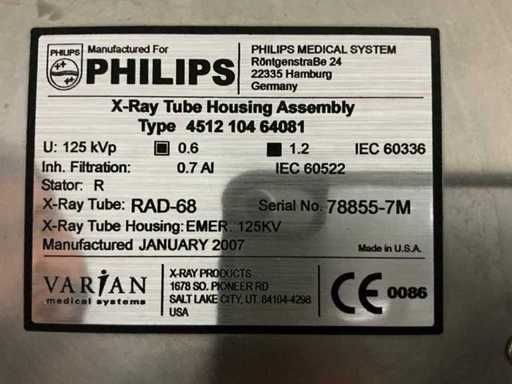 PHILIPS
Manufactured For
PHILIPS
PHILIPS MEDICAL SYSTEM
Röntgenstraße 24
22335 Hamburg
Germany
X-Ray Tube Housing Assembly
Type 4512 104 64081
U: 125 kVp 0.6 1.2 IEC 60336
Inh. Filtration: 0.7 Al IEC 60522
Stator: R
X-Ray Tube: RAD-68 Serial No. 78855-7M
X-Ray Tube Housing: EMER. 125KV
Manufactured JANUARY 2007 Made in U.S.A.
VARIAN
medical systems
X-RAY PRODUCTS
1678 SO. PIONEER RD
SALT LAKE CITY, UT. 84104-4298
USA
CE 0086